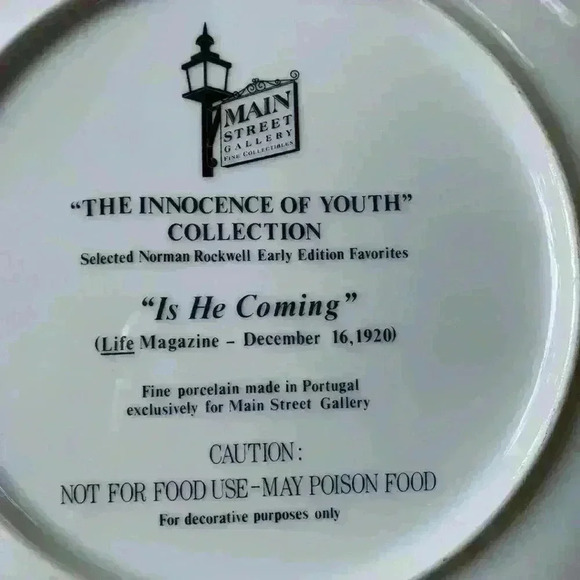 MAIN
STREET
GALLERY
FINE COLLECTIBLES
"THE INNOCENCE OF YOUTH"
COLLECTION
Selected Norman Rockwell Early Edition Favorites
"Is He Coming"
(Life Magazine – December 16, 1920)
Fine porcelain made in Portugal
exclusively for Main Street Gallery
CAUTION:
NOT FOR FOOD USE–MAY POISON FOOD
For decorative purposes only